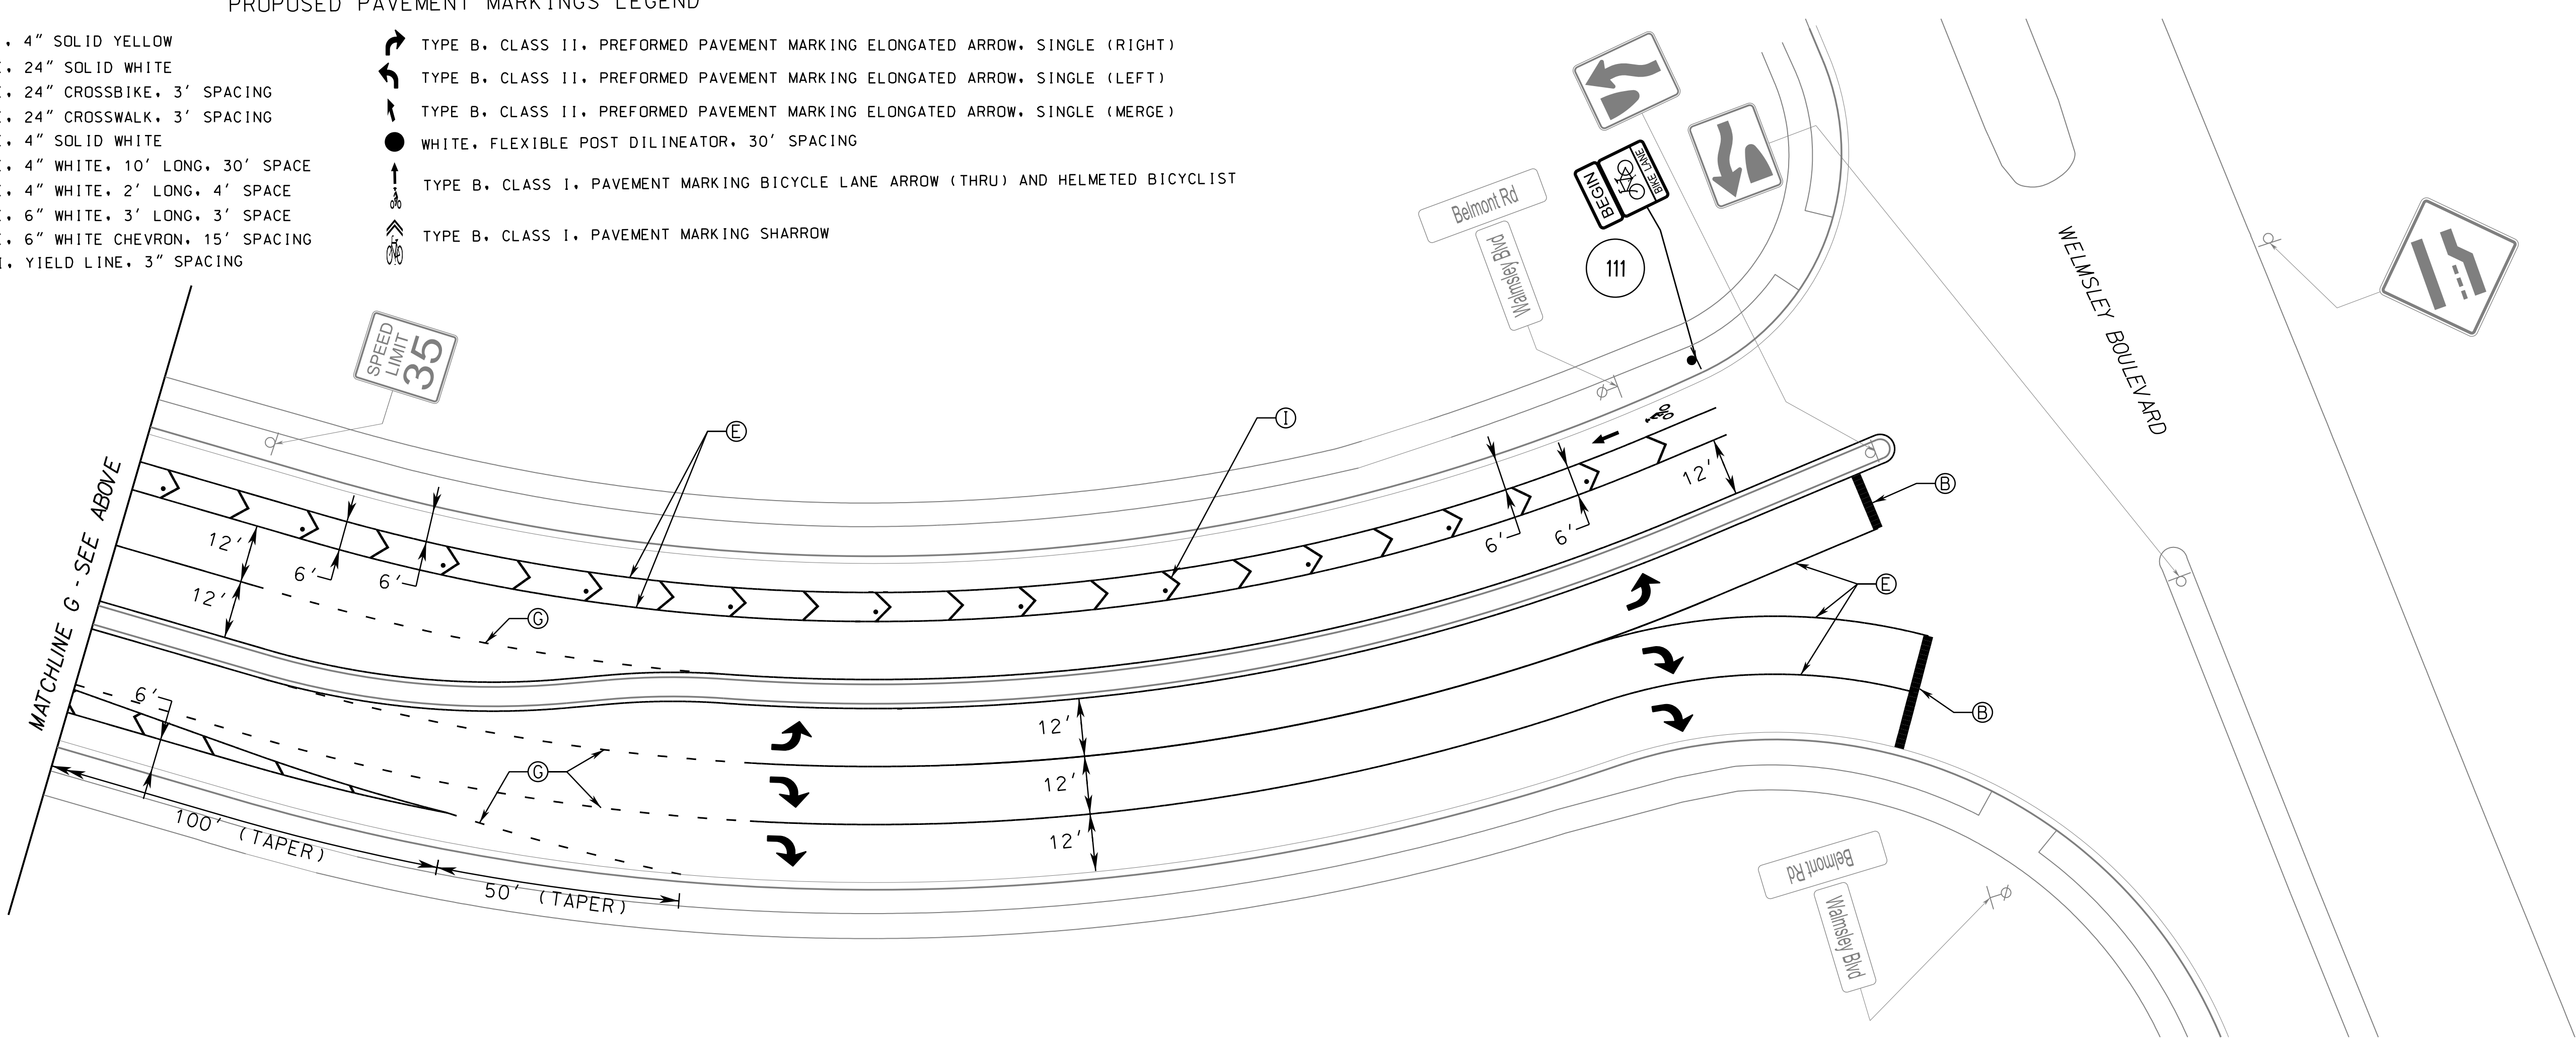 PROPOSED PAVEMENT MARKINGS LEGEND
, 4" SOLID YELLOW
, 24" SOLID WHITE
, 24" CROSSBIKE, 3' SPACING
, 24" CROSSWALK, 3' SPACING
, 4" SOLID WHITE
, 4" WHITE, 10' LONG, 30' SPACE
, 4" WHITE, 2' LONG, 4' SPACE
, 6" WHITE, 3' LONG, 3' SPACE
, 6" WHITE CHEVRON, 15' SPACING
, YIELD LINE, 3" SPACING
TYPE B, CLASS II, PREFORMED PAVEMENT MARKING ELONGATED ARROW, SINGLE (RIGHT)
TYPE B, CLASS II, PREFORMED PAVEMENT MARKING ELONGATED ARROW, SINGLE (LEFT)
TYPE B, CLASS II, PREFORMED PAVEMENT MARKING ELONGATED ARROW, SINGLE (MERGE)
WHITE, FLEXIBLE POST DILINEATOR, 30' SPACING
TYPE B, CLASS I, PAVEMENT MARKING BICYCLE LANE ARROW (THRU) AND HELMETED BICYCLIST
TYPE B, CLASS I, PAVEMENT MARKING SHARROW
Belmont Rd
Walmsley Blvd
BEGIN
BIKE LANE
111
WELMSLEY BOULEVARD
SPEED
LIMIT
35
MATCHLINE G - SEE ABOVE
E
I
12'
12'
6'
6'
G
6'
6'
12'
B
E
B
6'
G
12'
12'
12'
100' (TAPER)
50' (TAPER)
Belmont Rd
Walmsley Blvd